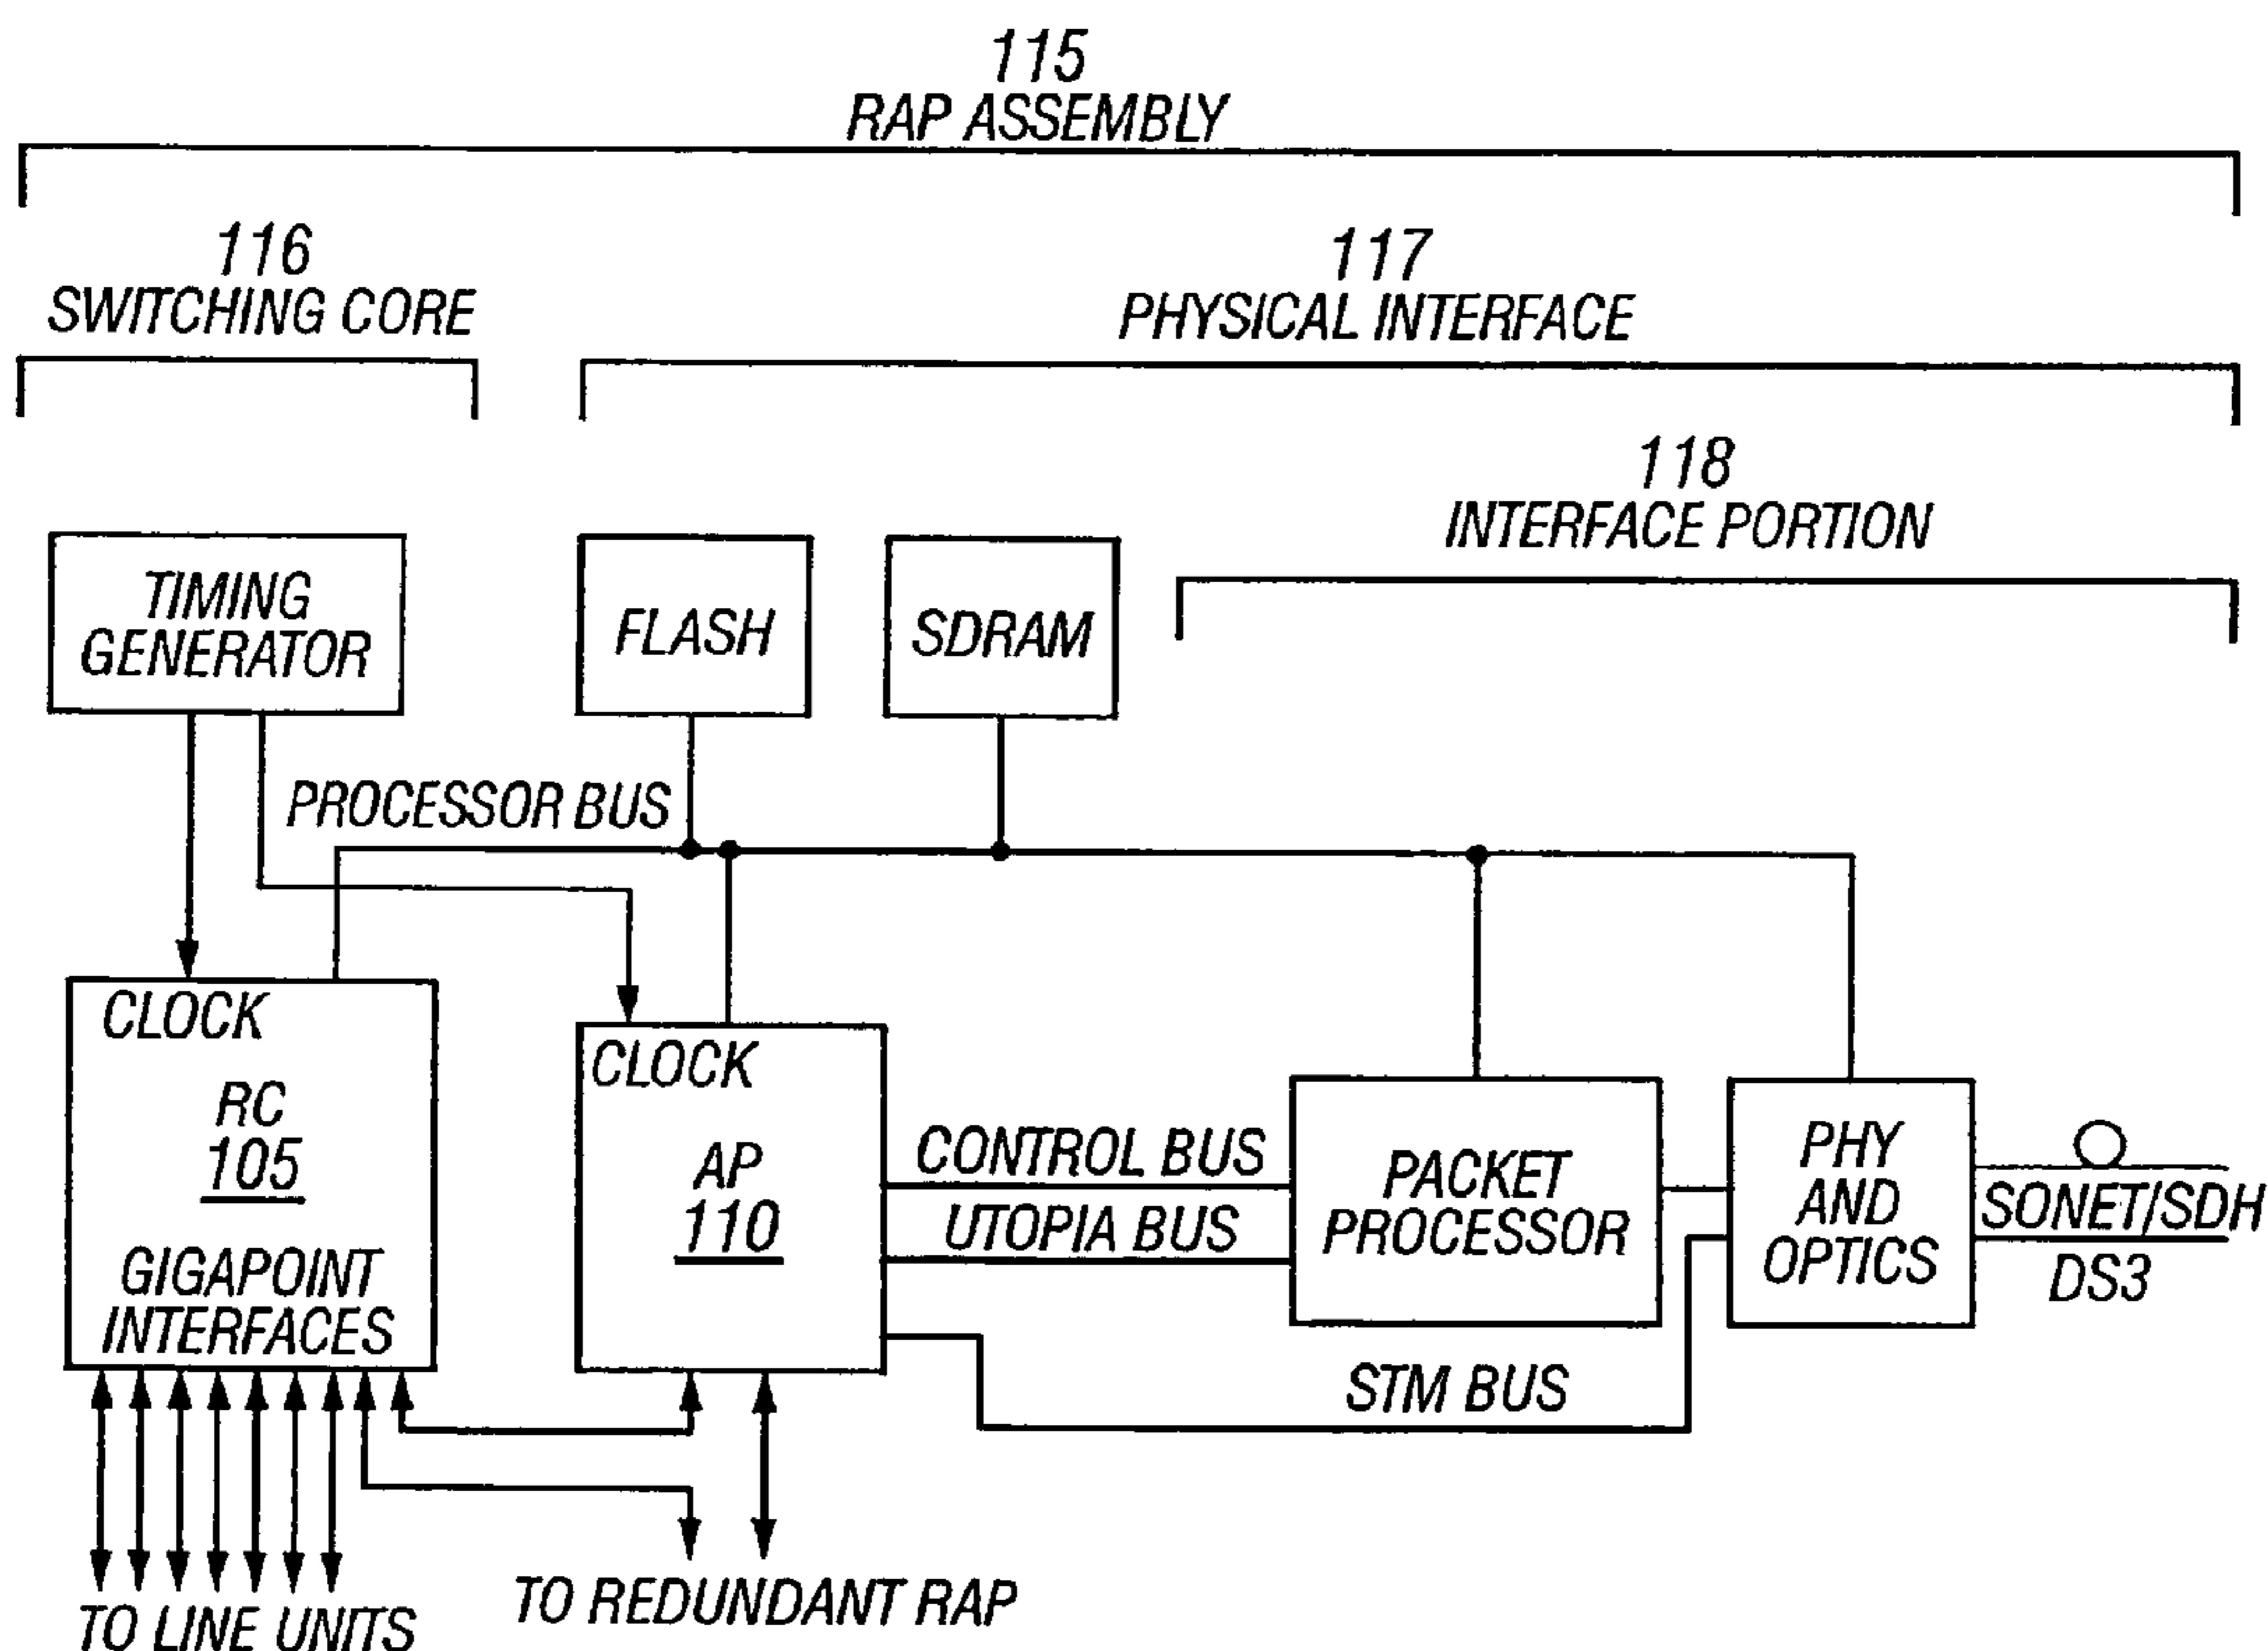 115
RAP ASSEMBLY
116
SWITCHING CORE
117
PHYSICAL INTERFACE
118
INTERFACE PORTION
TIMING
GENERATOR
FLASH
SDRAM
PROCESSOR BUS
CLOCK
RC
105
GIGAPOINT
INTERFACES
CLOCK
AP
110
CONTROL BUS
UTOPIA BUS
STM BUS
PACKET
PROCESSOR
PHY
AND
OPTICS
SONET/SDH
DS3
TO LINE UNITS
TO REDUNDANT RAP